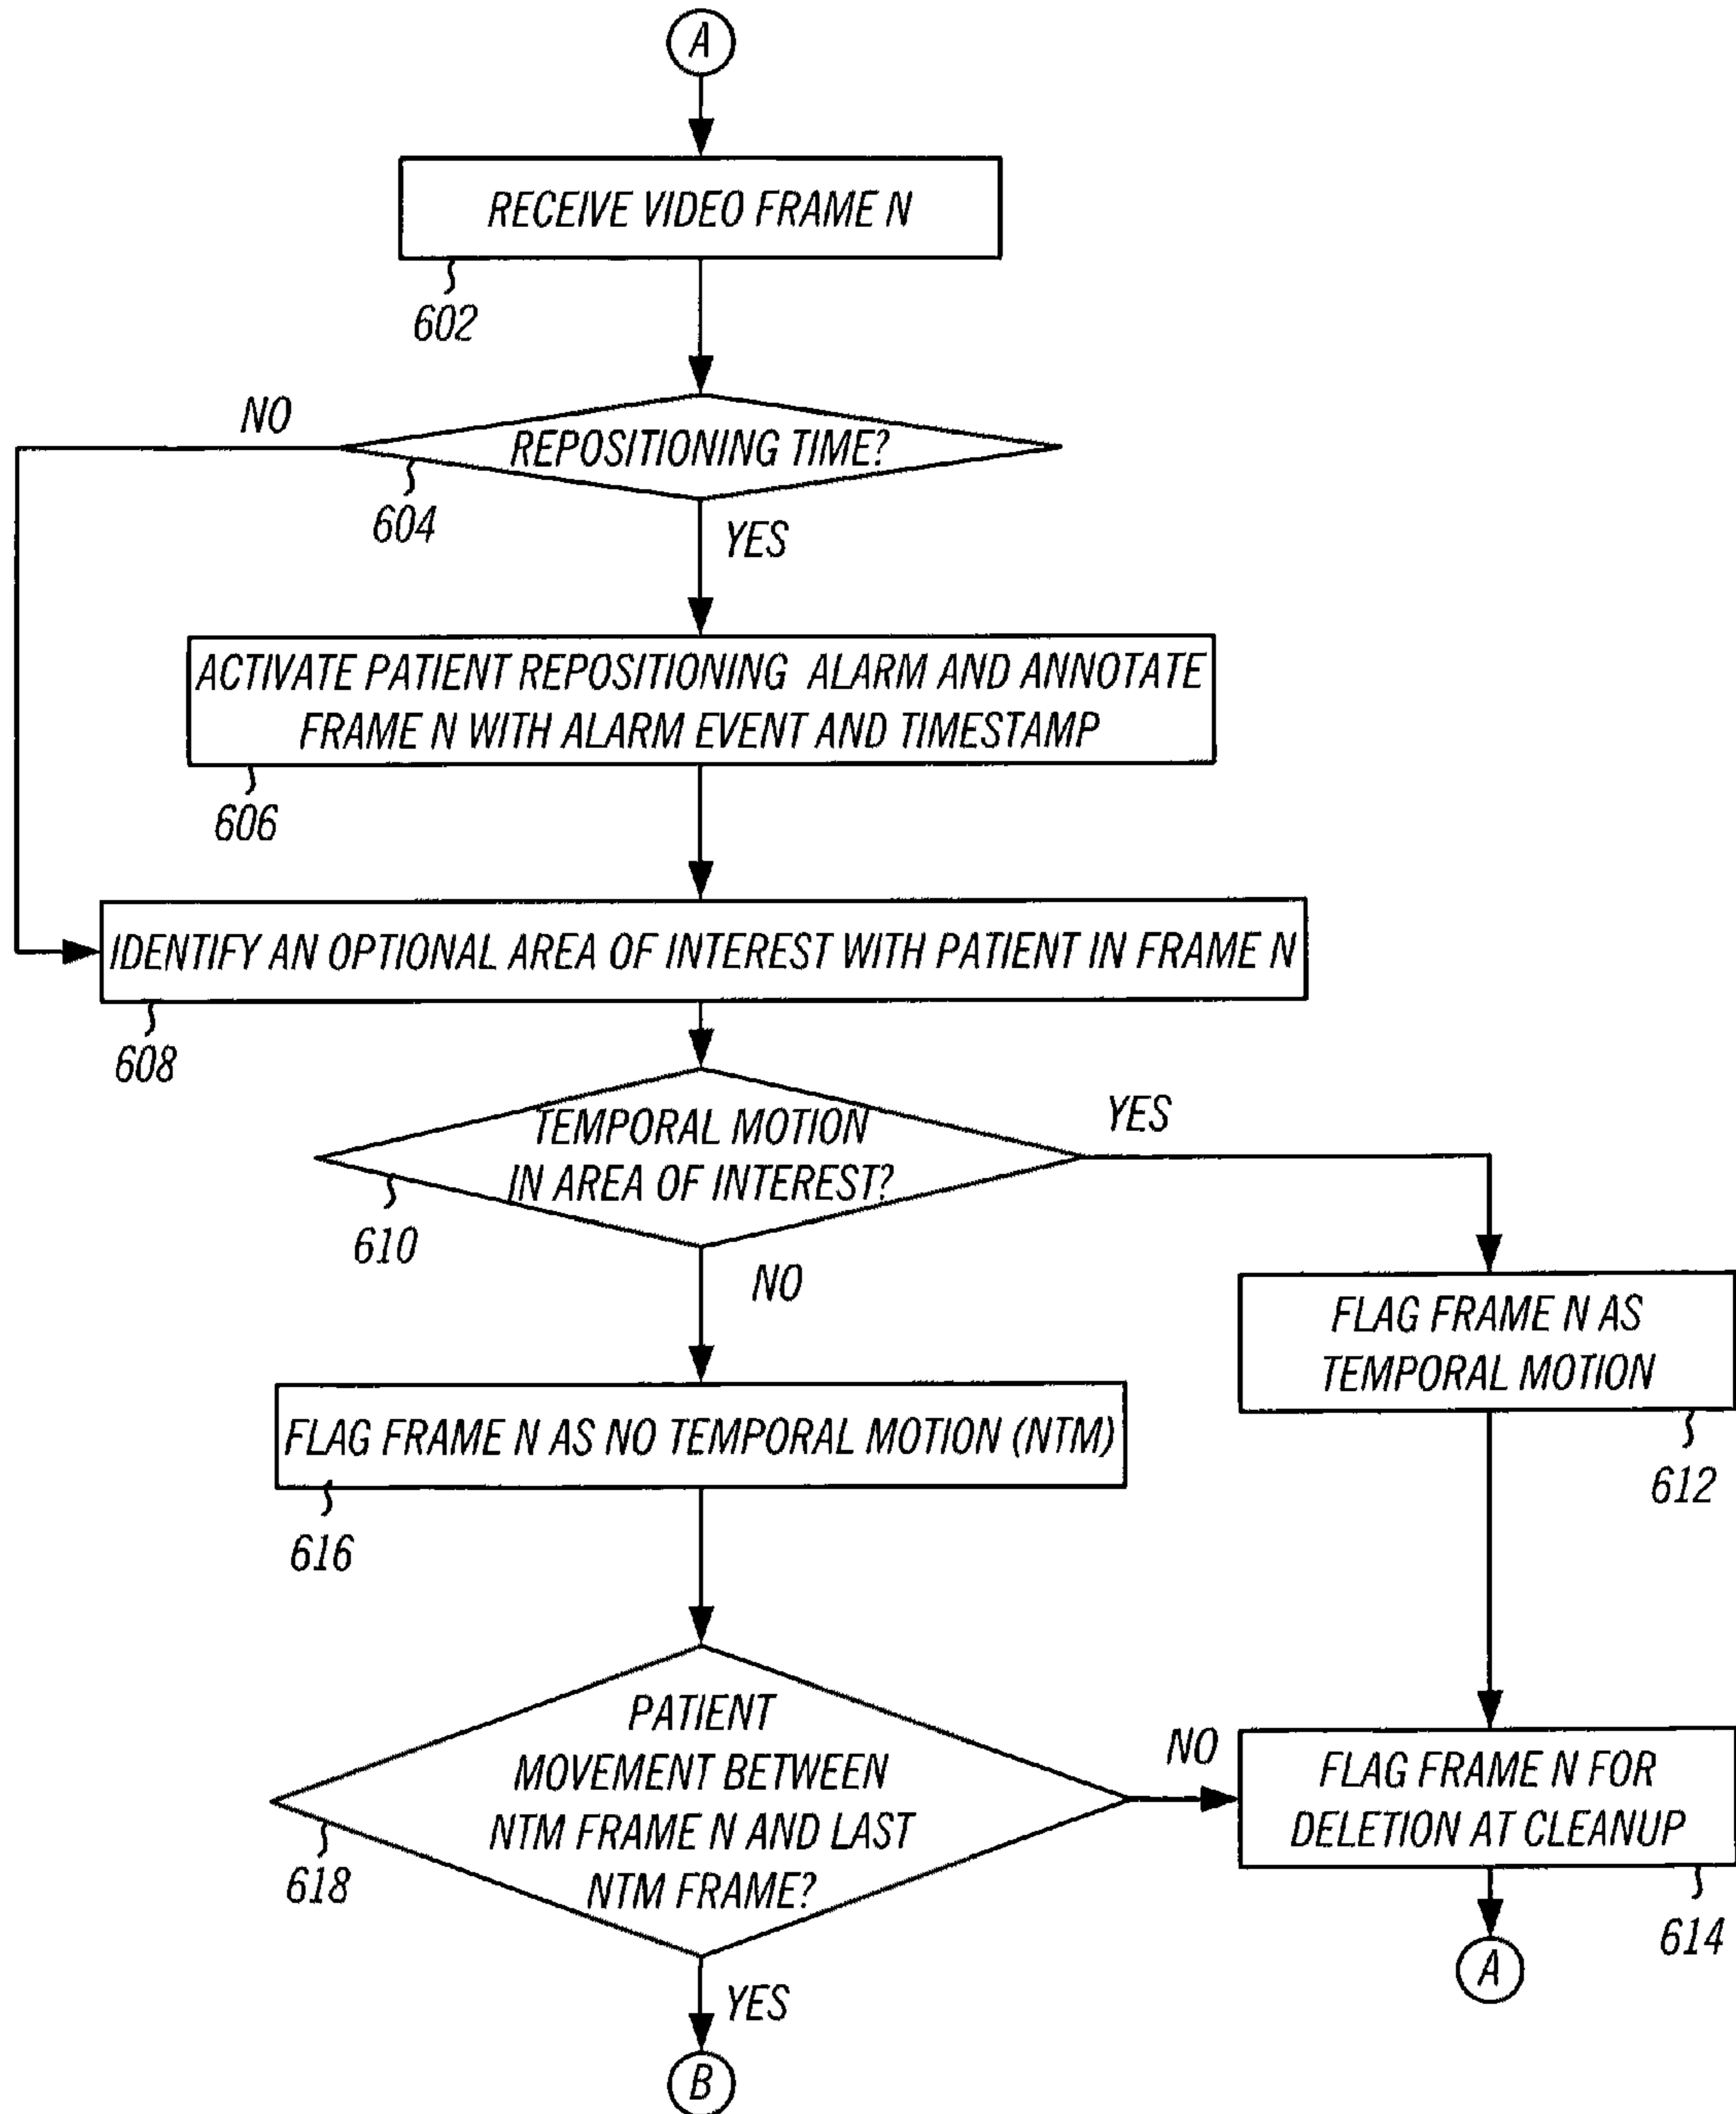 A
RECEIVE VIDEO FRAME N
602
NO
REPOSITIONING TIME?
604
YES
ACTIVATE PATIENT REPOSITIONING ALARM AND ANNOTATE
FRAME N WITH ALARM EVENT AND TIMESTAMP
606
IDENTIFY AN OPTIONAL AREA OF INTEREST WITH PATIENT IN FRAME N
608
TEMPORAL MOTION
IN AREA OF INTEREST?
YES
610
NO
FLAG FRAME N AS
TEMPORAL MOTION
612
FLAG FRAME N AS NO TEMPORAL MOTION (NTM)
616
PATIENT
MOVEMENT BETWEEN
NTM FRAME N AND LAST
NTM FRAME?
618
NO
FLAG FRAME N FOR
DELETION AT CLEANUP
614
A
YES
B